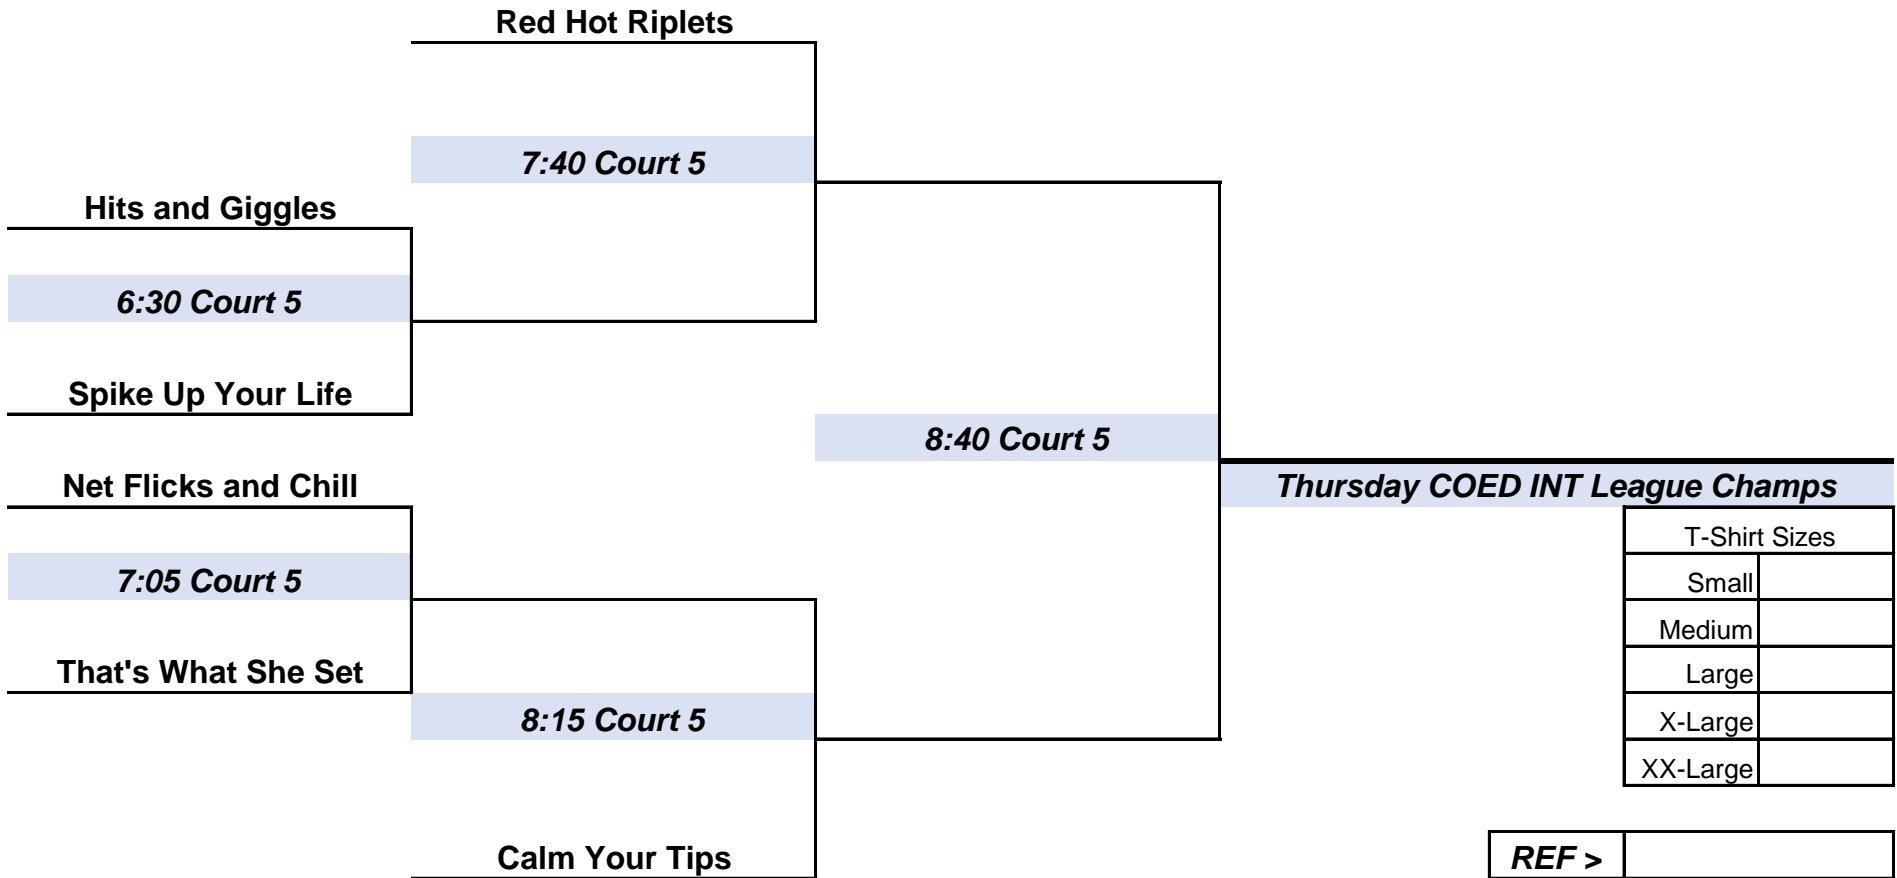 Red Hot Riplets
7:40 Court 5
Hits and Giggles
6:30 Court 5
Spike Up Your Life
8:40 Court 5
Net Flicks and Chill
Thursday COED INT League Champs
T-Shirt Sizes
7:05 Court 5
Small
Medium
That's What She Set
Large
8:15 Court 5
X-Large
XX-Large
Calm Your Tips
REF >